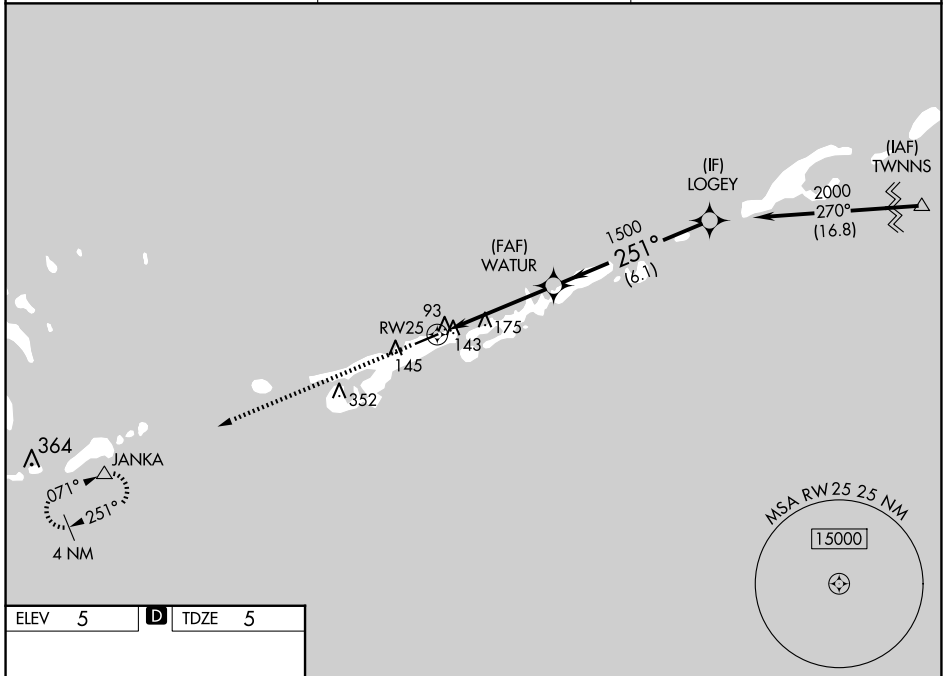 (IAF)
TWNNS
(IF)
LOGEY
2000
270°
(16.8)
1500
251°
(6.1)
(FAF)
WATUR
93
RW25
175
143
145
352
364
JANKA
071°
251°
4 NM
MSA RW25 25 NM
15000
ELEV 5 D TDZE 5